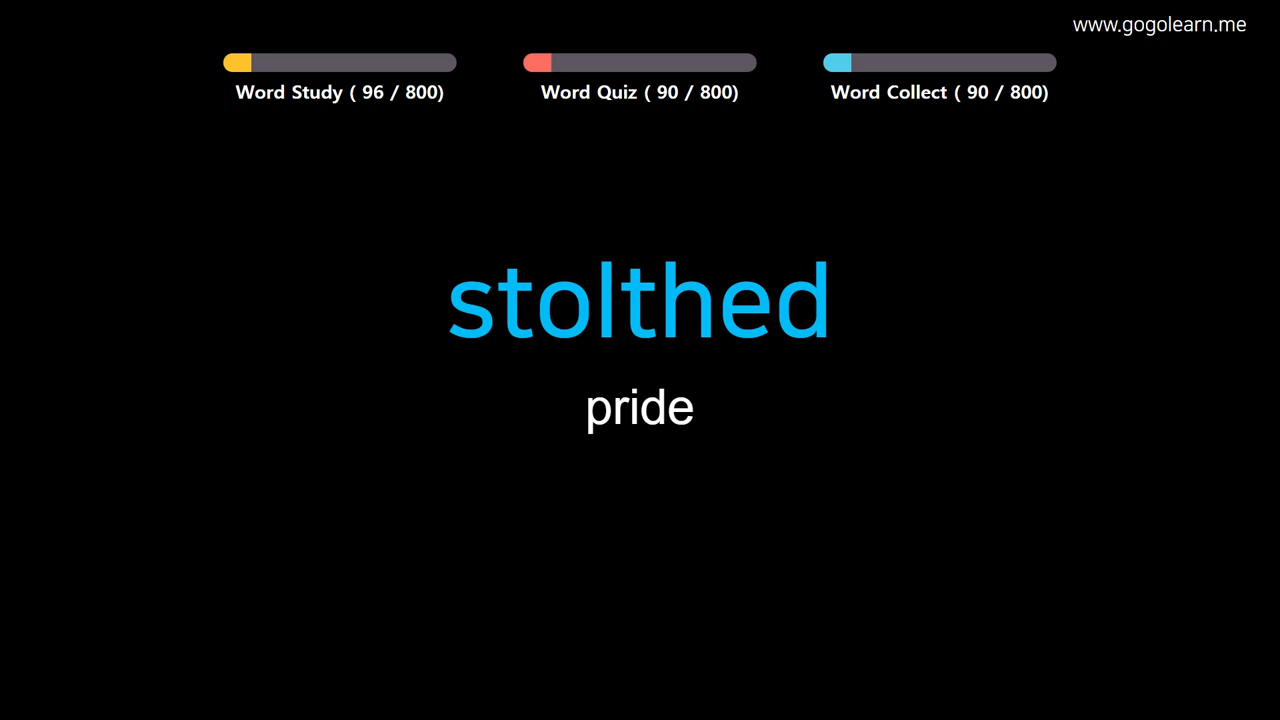 www.gogolearn.me
Word Study ( 96 / 800) Word Quiz ( 90 / 800) Word Collect ( 90 / 800)
stolthed
pride